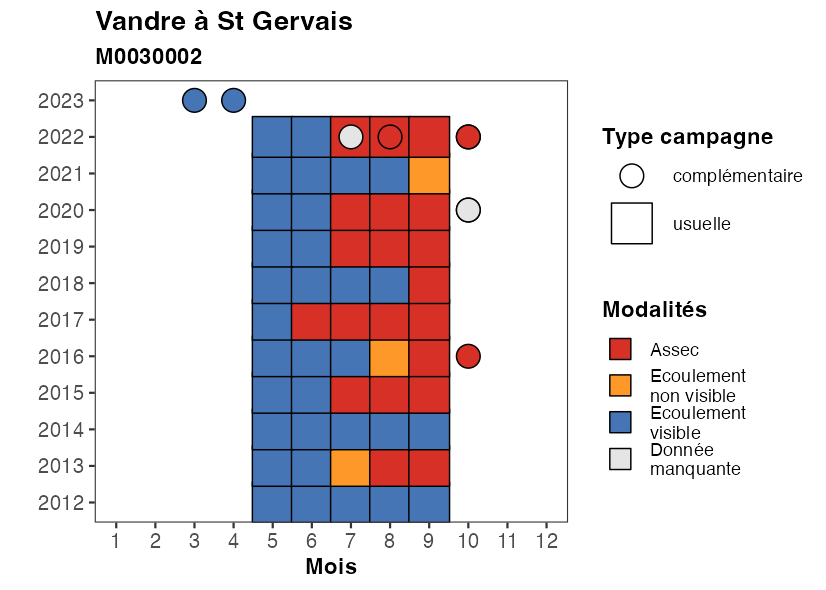 Vandre à St Gervais
M0030002
2023
2022
2021
2020
2019
2018
2017
2016
2015
2014
2013
2012
1 2 3 4 5 6 7 8 9 10 11 12
Mois
Type campagne
complémentaire
usuelle
Modalités
Assec
Ecoulement
non visible
Ecoulement
visible
Donnée
manquante